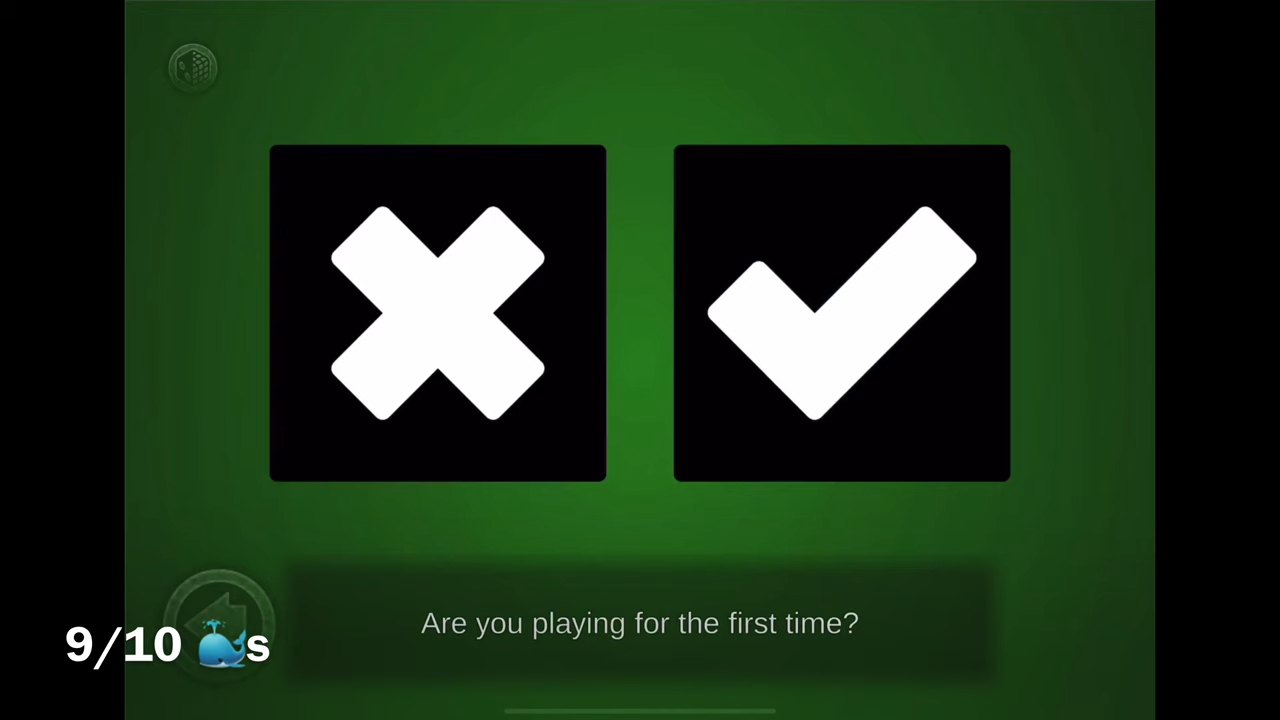 Are you playing for the first time?
9/10 🐳s